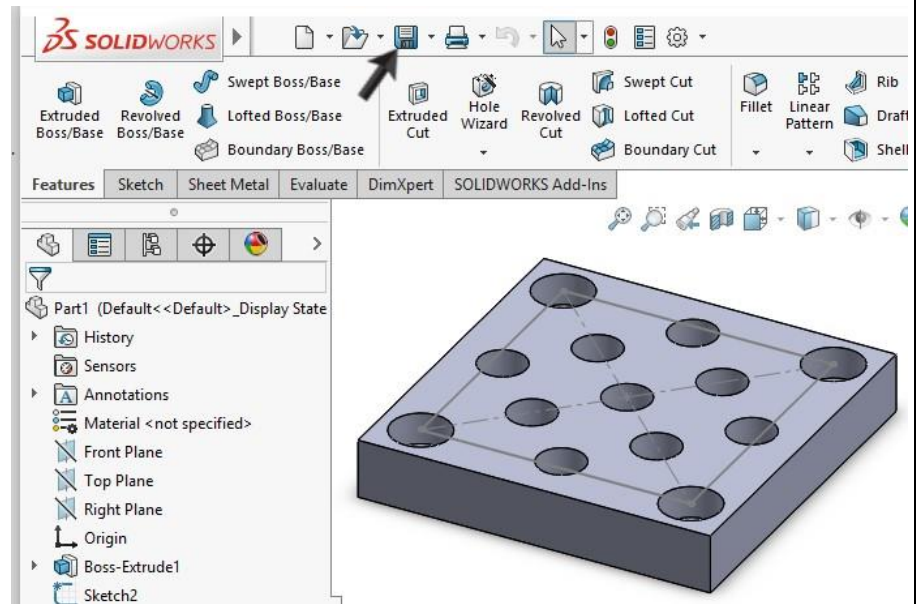 SOLIDWORKS
Extruded Boss/Base
Revolved Boss/Base
Swept Boss/Base
Lofted Boss/Base
Boundary Boss/Base
Extruded Cut
Hole Wizard
Revolved Cut
Swept Cut
Lofted Cut
Boundary Cut
Fillet
Linear Pattern
Rib
Draft
Shell
Features Sketch Sheet Metal Evaluate DimXpert SOLIDWORKS Add-Ins
Part1 (Default<<Default>_Display State
History
Sensors
Annotations
Material <not specified>
Front Plane
Top Plane
Right Plane
Origin
Boss-Extrude1
Sketch2